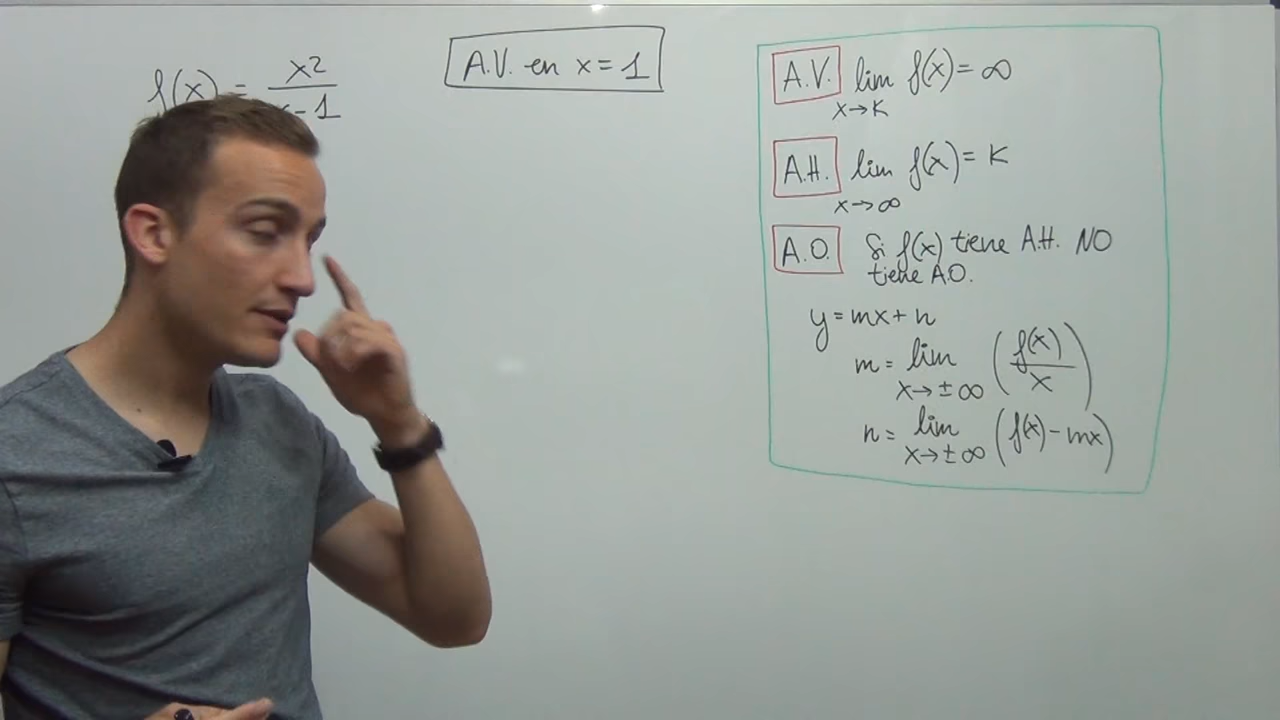 f(x) = x²
-1
A.V. en x = 1
A.V. lim f(x) = ∞
x→K
A.H. lim f(x) = K
x→∞
A.O. Si f(x) tiene A.H. NO
tiene A.O.
y = mx + n
m = lim (f(x)/x)
x→±∞
n = lim (f(x) - mx)
x→±∞